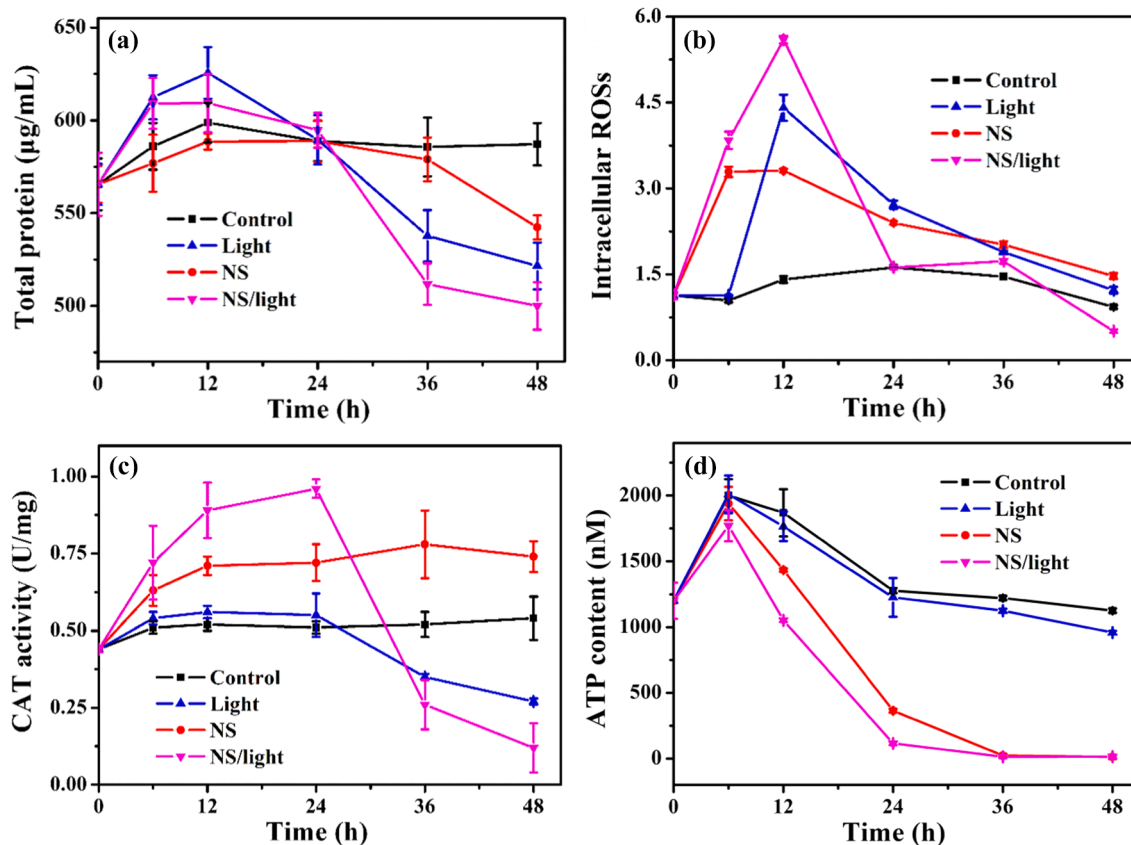 (a)
Total protein (µg/mL)
650
600
550
500
Control
Light
NS
NS/light
0
6
12
24
36
48
Time (h)
(b)
Intracellular ROSs
6.0
4.5
3.0
1.5
0.0
Control
Light
NS
NS/light
0
6
12
24
36
48
Time (h)
(c)
CAT activity (U/mg)
1.00
0.75
0.50
0.25
0.00
Control
Light
NS
NS/light
0
6
12
24
36
48
Time (h)
(d)
ATP content (nM)
2000
1500
1000
500
0
Control
Light
NS
NS/light
0
6
12
24
36
48
Time (h)